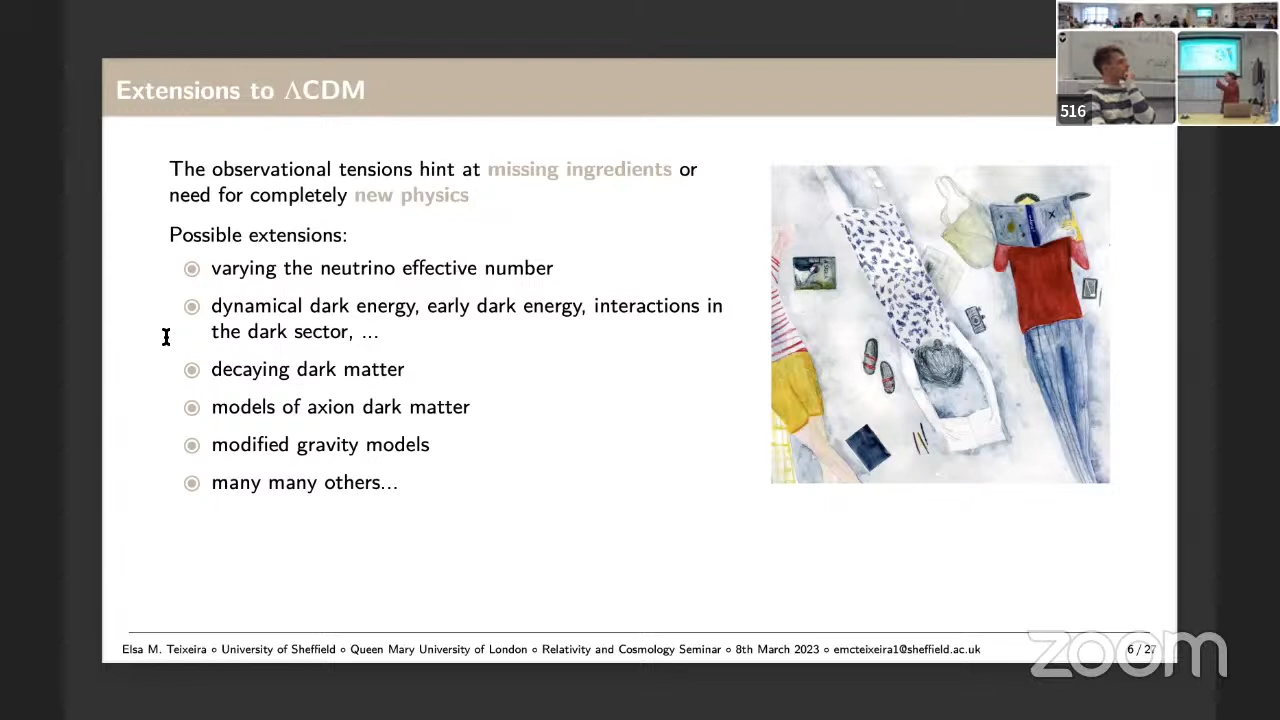 Extensions to ΛCDM
516
The observational tensions hint at missing ingredients or
need for completely new physics
Possible extensions:
varying the neutrino effective number
dynamical dark energy, early dark energy, interactions in
the dark sector, ...
decaying dark matter
models of axion dark matter
modified gravity models
many many others...
Elsa M. Teixeira ∘ University of Sheffield ∘ Queen Mary University of London ∘ Relativity and Cosmology Seminar ∘ 8th March 2023 ∘ emcteixeira1@sheffield.ac.uk
6 / 27
zoom